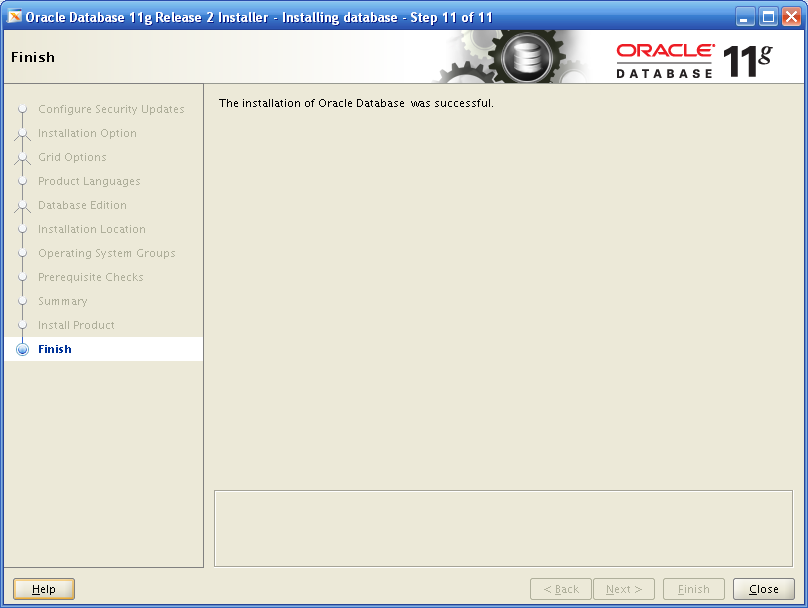 Oracle Database 11g Release 2 Installer - Installing database - Step 11 of 11
Finish
ORACLE
DATABASE
11g
Configure Security Updates
Installation Option
Grid Options
Product Languages
Database Edition
Installation Location
Operating System Groups
Prerequisite Checks
Summary
Install Product
Finish
The installation of Oracle Database was successful.
Help
< Back
Next >
Finish
Close